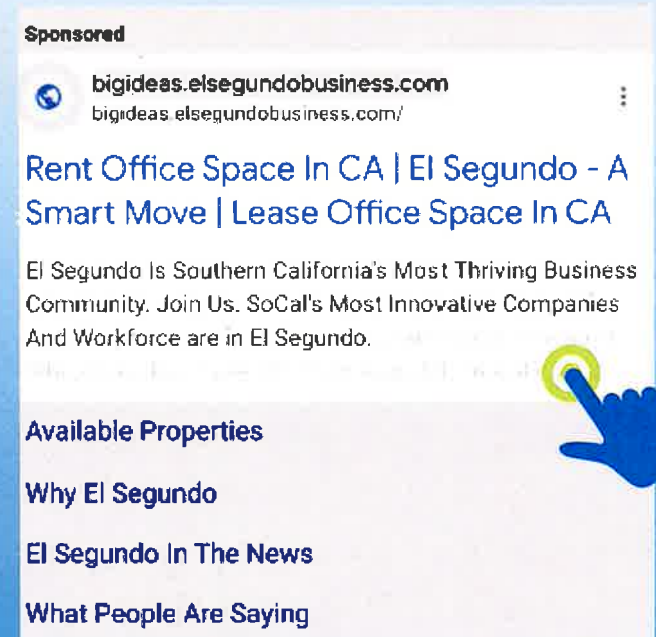 Sponsored
bigideas.elsegundobusiness.com
bigideas.elsegundobusiness.com/
Rent Office Space In CA | El Segundo - A
Smart Move | Lease Office Space In CA
El Segundo Is Southern California's Most Thriving Business
Community. Join Us. SoCal's Most Innovative Companies
And Workforce are in El Segundo.
Available Properties
Why El Segundo
El Segundo In The News
What People Are Saying